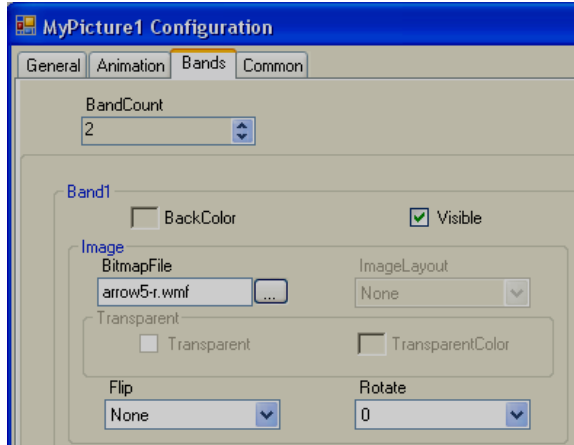 MyPicture1 Configuration
General Animation Bands Common
BandCount
2
Band1
BackColor Visible
Image
BitmapFile ImageLayout
arrow5-r.wmf ... None
Transparent
Transparent TransparentColor
Flip Rotate
None 0